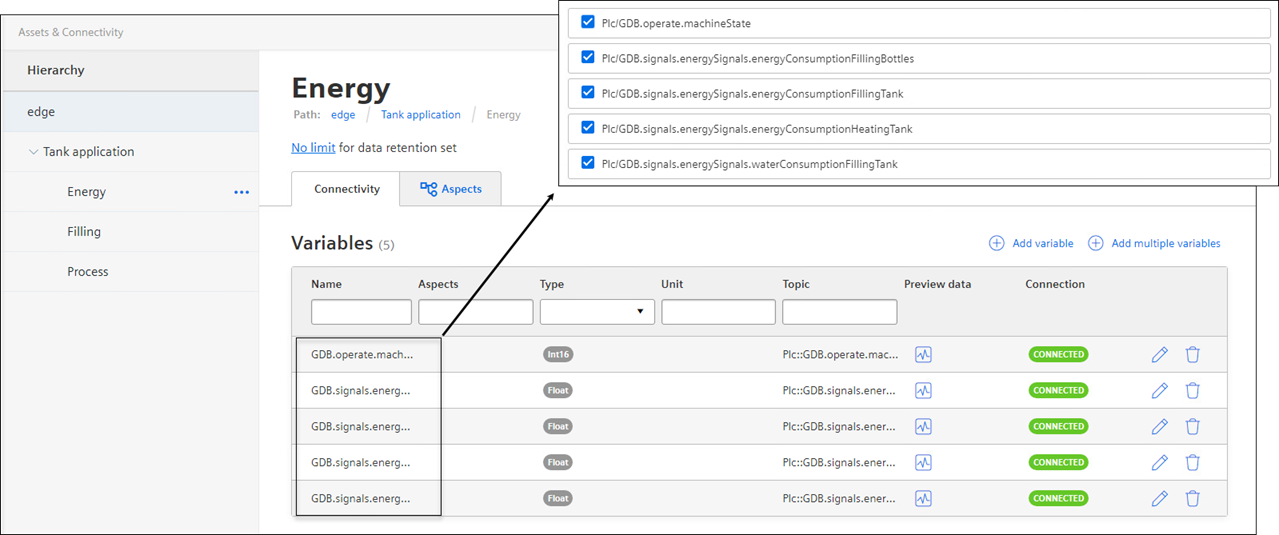 Plc/GDB.operate.machineState
Plc/GDB.signals.energySignals.energyConsumptionFillingBottles
Plc/GDB.signals.energySignals.energyConsumptionFillingTank
Plc/GDB.signals.energySignals.energyConsumptionHeatingTank
Plc/GDB.signals.energySignals.waterConsumptionFillingTank
Assets & Connectivity
Hierarchy
edge
Tank application
Energy
Filling
Process
Energy
Path: edge Tank application Energy
No limit for data retention set
Connectivity Aspects
Variables (5) Add variable Add multiple variables
Name Aspects Type Unit Topic Preview data Connection
GDB.operate.mach... Int16 Plc::GDB.operate.mac... CONNECTED
GDB.signals.energ... Float Plc::GDB.signals.ener... CONNECTED
GDB.signals.energ... Float Plc::GDB.signals.ener... CONNECTED
GDB.signals.energ... Float Plc::GDB.signals.ener... CONNECTED
GDB.signals.energ... Float Plc::GDB.signals.ener... CONNECTED